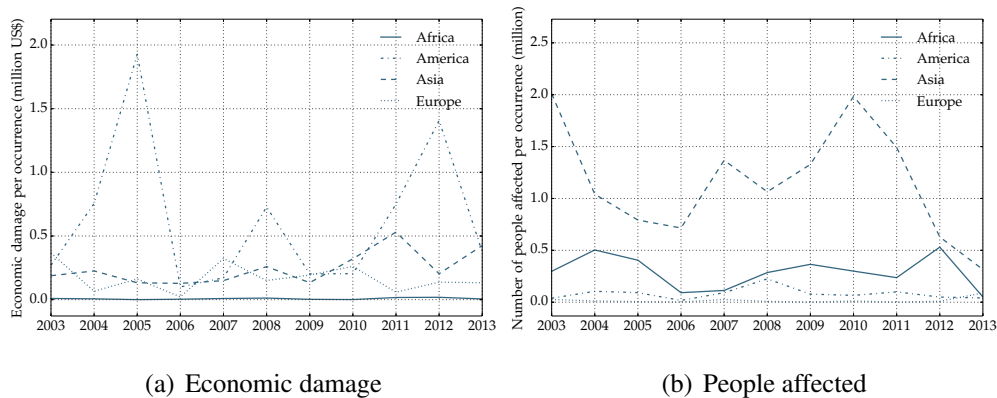 Economic damage per occurrence (million US$)
2.0
1.5
1.0
0.5
0.0
2003 2004 2005 2006 2007 2008 2009 2010 2011 2012 2013
Africa
America
Asia
Europe
(a) Economic damage
Number of people affected per occurrence (million)
2.5
2.0
1.5
1.0
0.5
0.0
2003 2004 2005 2006 2007 2008 2009 2010 2011 2012 2013
Africa
America
Asia
Europe
(b) People affected